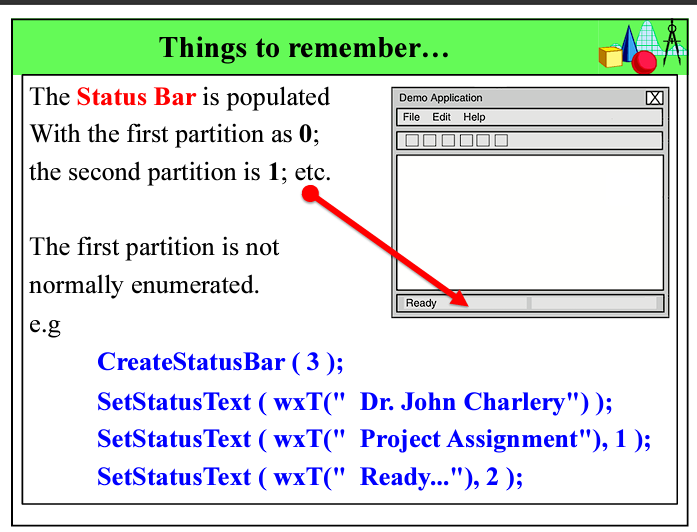 Things to remember…
The Status Bar is populated
With the first partition as 0;
the second partition is 1; etc.
Demo Application
X
File Edit Help
Ready
The first partition is not
normally enumerated.
e.g
CreateStatusBar ( 3 );
SetStatusText ( wxT("  Dr. John Charlery") );
SetStatusText ( wxT("  Project Assignment"), 1 );
SetStatusText ( wxT("  Ready..."), 2 );